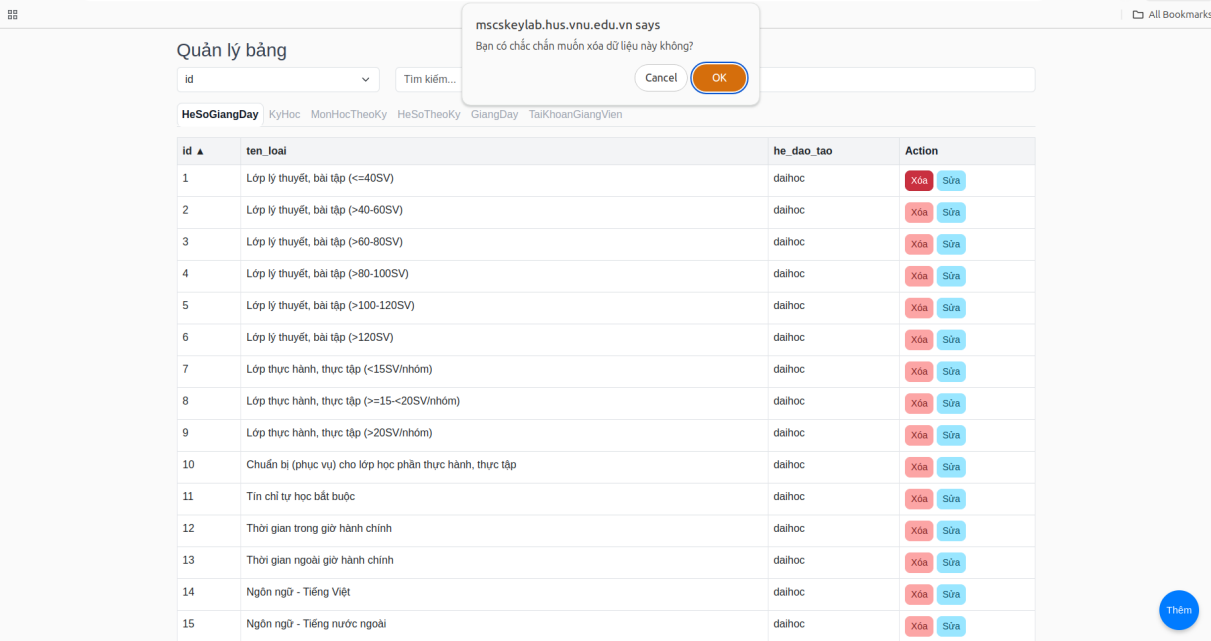 All Bookmarks
mscskeylab.hus.vnu.edu.vn says
Bạn có chắc chắn muốn xóa dữ liệu này không?
Cancel OK
Quản lý bảng
id Tìm kiếm...
HeSoGiangDay KyHoc MonHocTheoKy HeSoTheoKy GiangDay TaiKhoanGiangVien
id ▲ ten_loai he_dao_tao Action
1 Lớp lý thuyết, bài tập (<=40SV) daihoc Xóa Sửa
2 Lớp lý thuyết, bài tập (>40-60SV) daihoc Xóa Sửa
3 Lớp lý thuyết, bài tập (>60-80SV) daihoc Xóa Sửa
4 Lớp lý thuyết, bài tập (>80-100SV) daihoc Xóa Sửa
5 Lớp lý thuyết, bài tập (>100-120SV) daihoc Xóa Sửa
6 Lớp lý thuyết, bài tập (>120SV) daihoc Xóa Sửa
7 Lớp thực hành, thực tập (<15SV/nhóm) daihoc Xóa Sửa
8 Lớp thực hành, thực tập (>=15-<20SV/nhóm) daihoc Xóa Sửa
9 Lớp thực hành, thực tập (>20SV/nhóm) daihoc Xóa Sửa
10 Chuẩn bị (phục vụ) cho lớp học phần thực hành, thực tập daihoc Xóa Sửa
11 Tín chỉ tự học bắt buộc daihoc Xóa Sửa
12 Thời gian trong giờ hành chính daihoc Xóa Sửa
13 Thời gian ngoài giờ hành chính daihoc Xóa Sửa
14 Ngôn ngữ - Tiếng Việt daihoc Xóa Sửa
15 Ngôn ngữ - Tiếng nước ngoài daihoc Xóa Sửa
Thêm